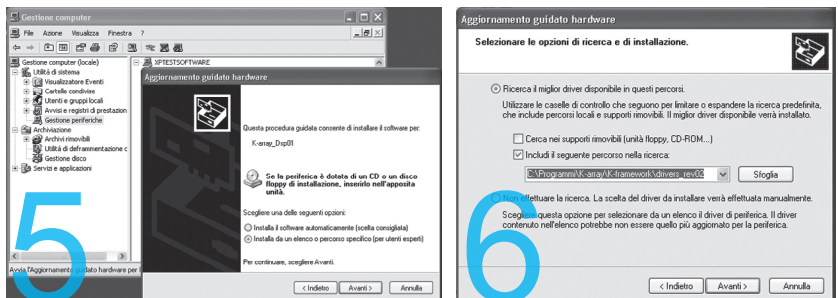 Gestione computer
File Azione Visualizza Finestra ?
Gestione computer (locale)
Utilità di sistema
Visualizzatore Eventi
Cartelle condivise
Utenti e gruppi locali
Avvisi e registri di prestazion
Gestione periferiche
Archiviazione
Archivi rimovibili
Utilità di deframmentazione c
Gestione disco
Servizi e applicazioni
XPTESTSOFTWARE
Avvia l'Aggiornamento guidato hardware per l
Aggiornamento guidato hardware
Questa procedura guidata consente di installare il software per:
K-array_Dsp01
Se la periferica è dotata di un CD o un disco
floppy di installazione, inserirlo nell'apposita
unità.
Scegliere una delle seguenti opzioni:
Installa il software automaticamente (scelta consigliata)
Installa da un elenco o percorso specifico (per utenti esperti)
Per continuare, scegliere Avanti.
< Indietro Avanti > Annulla
5
Aggiornamento guidato hardware
Selezionare le opzioni di ricerca e di installazione.
Ricerca il miglior driver disponibile in questi percorsi.
Utilizzare le caselle di controllo che seguono per limitare o espandere la ricerca predefinita,
che include percorsi locali e supporti rimovibili. Il miglior driver disponibile verrà installato.
Cerca nei supporti rimovibili (unità floppy, CD-ROM...)
Includi il seguente percorso nella ricerca:
C:\Programmi\K-array\K-framework\drivers_rev02 Sfoglia
Non effettuare la ricerca. La scelta del driver da installare verrà effettuata manualmente.
Scegliere questa opzione per selezionare da un elenco il driver di periferica. Il driver
contenuto nell'elenco potrebbe non essere quello più aggiornato per la periferica.
< Indietro Avanti > Annulla
6